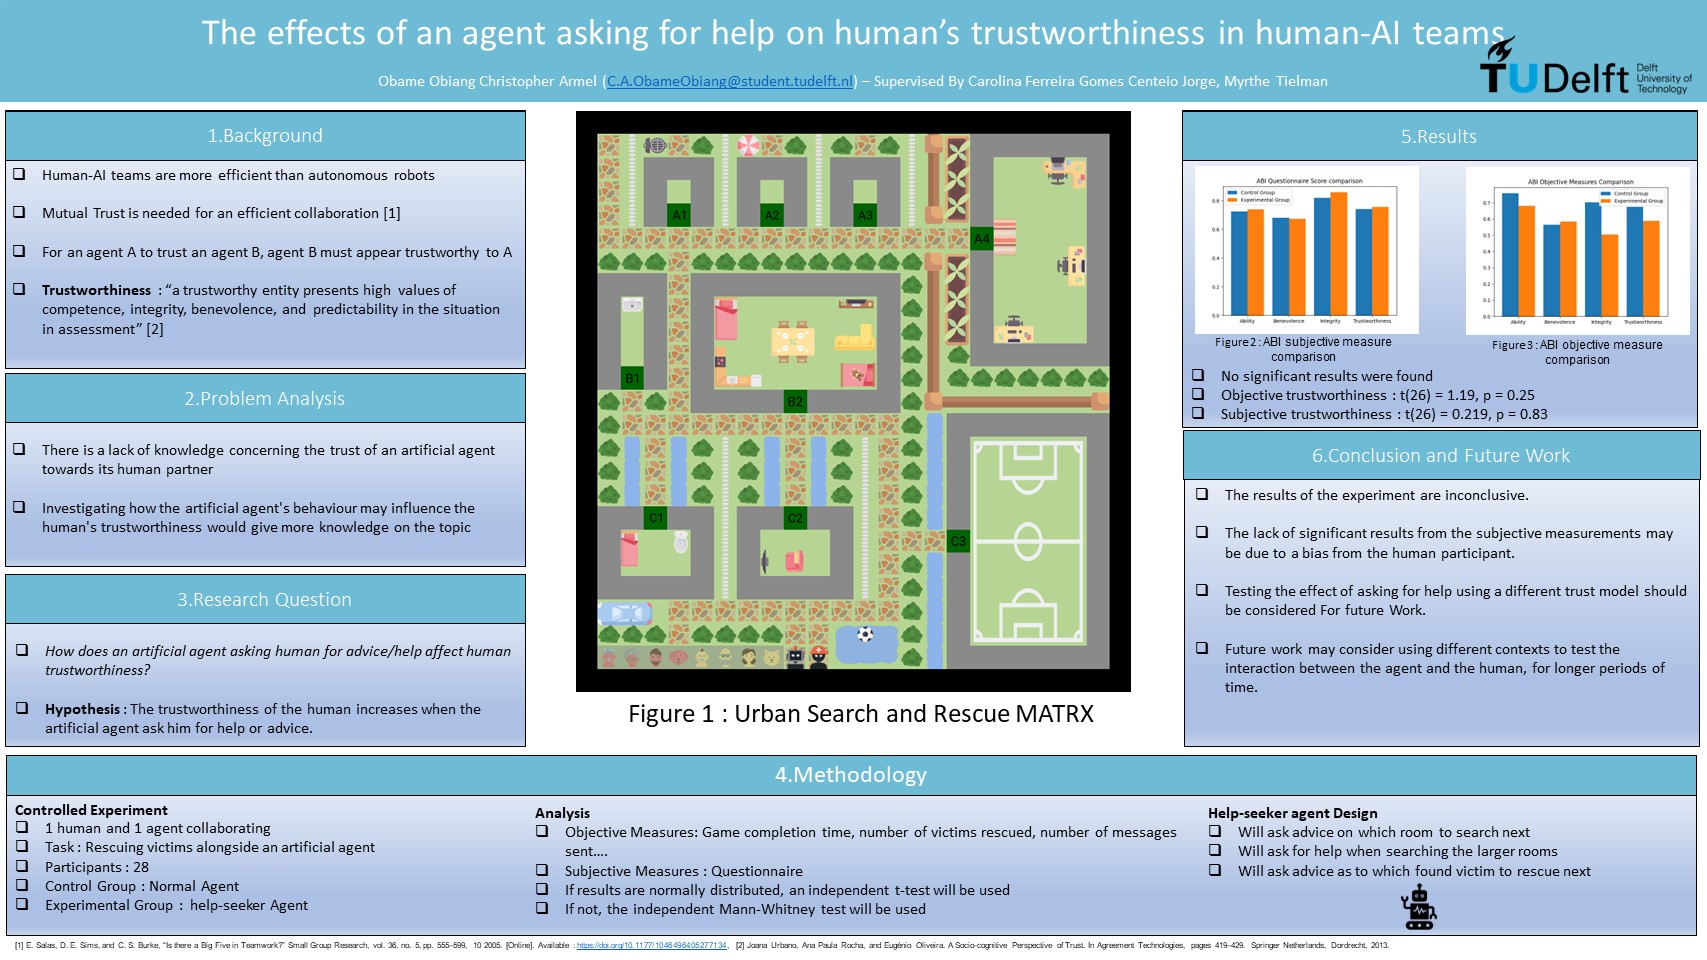 The effects of an agent asking for help on human's trustworthiness in human-AI teams
Obame Obiang Christopher Armel (C.A.ObameObiang@student.tudelft.nl) – Supervised By Carolina Ferreira Gomes Centeio Jorge, Myrthe Tielman
TU Delft
Delft
University of
Technology
1.Background
Human-AI teams are more efficient than autonomous robots
Mutual Trust is needed for an efficient collaboration [1]
For an agent A to trust an agent B, agent B must appear trustworthy to A
Trustworthiness : “a trustworthy entity presents high values of
competence, integrity, benevolence, and predictability in the situation
in assessment” [2]
2.Problem Analysis
There is a lack of knowledge concerning the trust of an artificial agent
towards its human partner
Investigating how the artificial agent's behaviour may influence the
human's trustworthiness would give more knowledge on the topic
3.Research Question
How does an artificial agent asking human for advice/help affect human
trustworthiness?
Hypothesis : The trustworthiness of the human increases when the
artificial agent ask him for help or advice.
A1
A2
A3
A4
B1
B2
C1
C2
C3
Figure 1 : Urban Search and Rescue MATRX
5.Results
ABI Questionnaire Score comparison
Control Group
Experimental Group
0.8
0.6
0.4
0.2
0.0
Ability Benevolence Integrity Trustworthiness
Figure 2 : ABI subjective measure
comparison
ABI Objective Measures Comparison
Control Group
Experimental Group
0.7
0.6
0.5
0.4
0.3
0.2
0.1
0.0
Ability Benevolence Integrity Trustworthiness
Figure 3 : ABI objective measure
comparison
No significant results were found
Objective trustworthiness : t(26) = 1.19, p = 0.25
Subjective trustworthiness : t(26) = 0.219, p = 0.83
6.Conclusion and Future Work
The results of the experiment are inconclusive.
The lack of significant results from the subjective measurements may
be due to a bias from the human participant.
Testing the effect of asking for help using a different trust model should
be considered For future Work.
Future work may consider using different contexts to test the
interaction between the agent and the human, for longer periods of
time.
4.Methodology
Controlled Experiment
1 human and 1 agent collaborating
Task : Rescuing victims alongside an artificial agent
Participants : 28
Control Group : Normal Agent
Experimental Group : help-seeker Agent
Analysis
Objective Measures: Game completion time, number of victims rescued, number of messages
sent....
Subjective Measures : Questionnaire
If results are normally distributed, an independent t-test will be used
If not, the independent Mann-Whitney test will be used
Help-seeker agent Design
Will ask advice on which room to search next
Will ask for help when searching the larger rooms
Will ask advice as to which found victim to rescue next
[1] E. Salas, D. E. Sims, and C. S. Burke, “Is there a Big Five in Teamwork?” Small Group Research, vol. 36, no. 5, pp. 555–599, 10 2005. [Online]. Available : https://doi.org/10.1177/1046496405277134, [2] Joana Urbano, Ana Paula Rocha, and Eugénio Oliveira. A Socio-cognitive Perspective of Trust. In Agreement Technologies, pages 419–429. Springer Netherlands, Dordrecht, 2013.